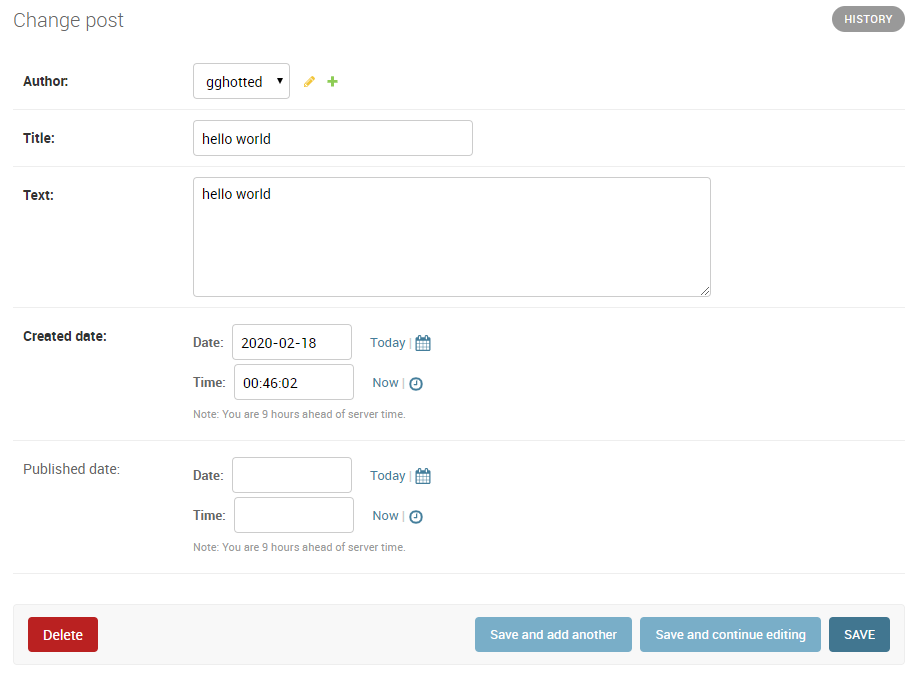 Change post
HISTORY
Author:
gghotted
Title:
hello world
Text:
hello world
Created date:
Date: 2020-02-18 Today |
Time: 00:46:02 Now |
Note: You are 9 hours ahead of server time.
Published date:
Date: Today |
Time: Now |
Note: You are 9 hours ahead of server time.
Delete
Save and add another
Save and continue editing
SAVE